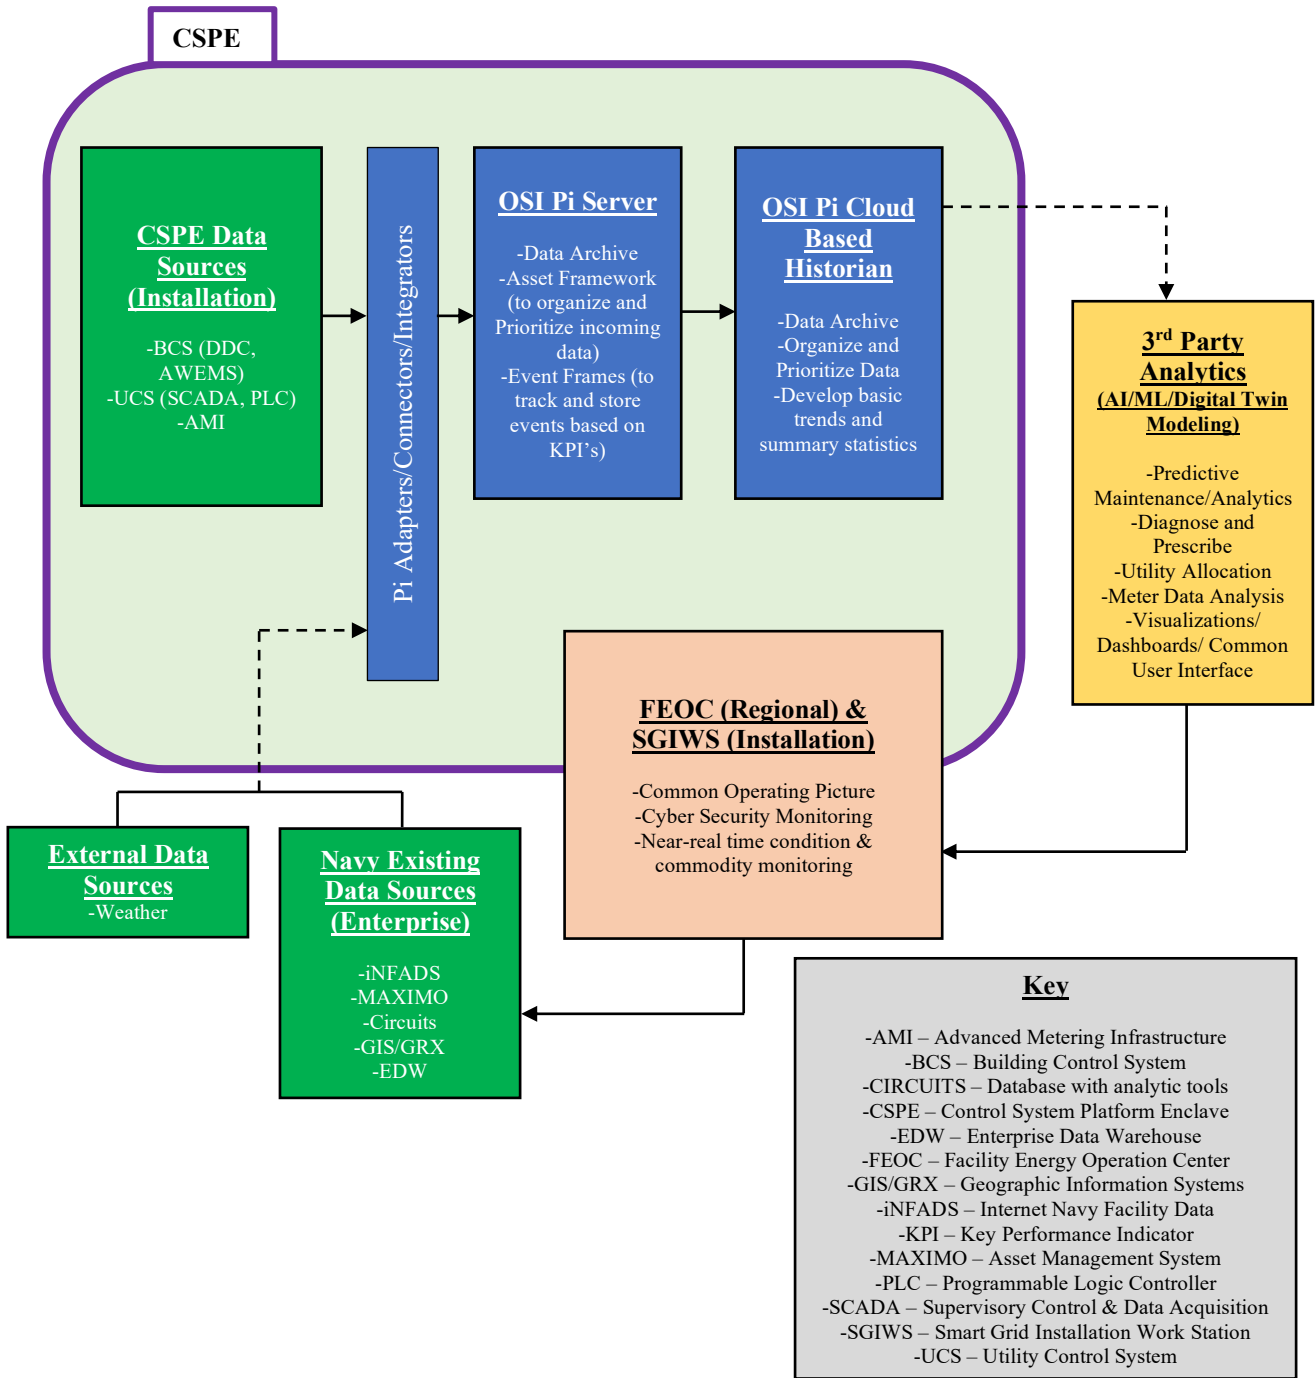 CSPE
CSPE Data
Sources
(Installation)
-BCS (DDC,
AWEMS)
-UCS (SCADA, PLC)
-AMI
Pi Adapters/Connectors/Integrators
OSI Pi Server
-Data Archive
-Asset Framework
(to organize and
Prioritize incoming
data)
-Event Frames (to
track and store
events based on
KPI's)
OSI Pi Cloud
Based
Historian
-Data Archive
-Organize and
Prioritize Data
-Develop basic
trends and
summary statistics
3rd Party
Analytics
(AI/ML/Digital Twin
Modeling)
-Predictive
Maintenance/Analytics
-Diagnose and
Prescribe
-Utility Allocation
-Meter Data Analysis
-Visualizations/
Dashboards/ Common
User Interface
FEOC (Regional) &
SGIWS (Installation)
-Common Operating Picture
-Cyber Security Monitoring
-Near-real time condition &
commodity monitoring
External Data
Sources
-Weather
Navy Existing
Data Sources
(Enterprise)
-iNFADS
-MAXIMO
-Circuits
-GIS/GRX
-EDW
Key
-AMI – Advanced Metering Infrastructure
-BCS – Building Control System
-CIRCUITS – Database with analytic tools
-CSPE – Control System Platform Enclave
-EDW – Enterprise Data Warehouse
-FEOC – Facility Energy Operation Center
-GIS/GRX – Geographic Information Systems
-iNFADS – Internet Navy Facility Data
-KPI – Key Performance Indicator
-MAXIMO – Asset Management System
-PLC – Programmable Logic Controller
-SCADA – Supervisory Control & Data Acquisition
-SGIWS – Smart Grid Installation Work Station
-UCS – Utility Control System